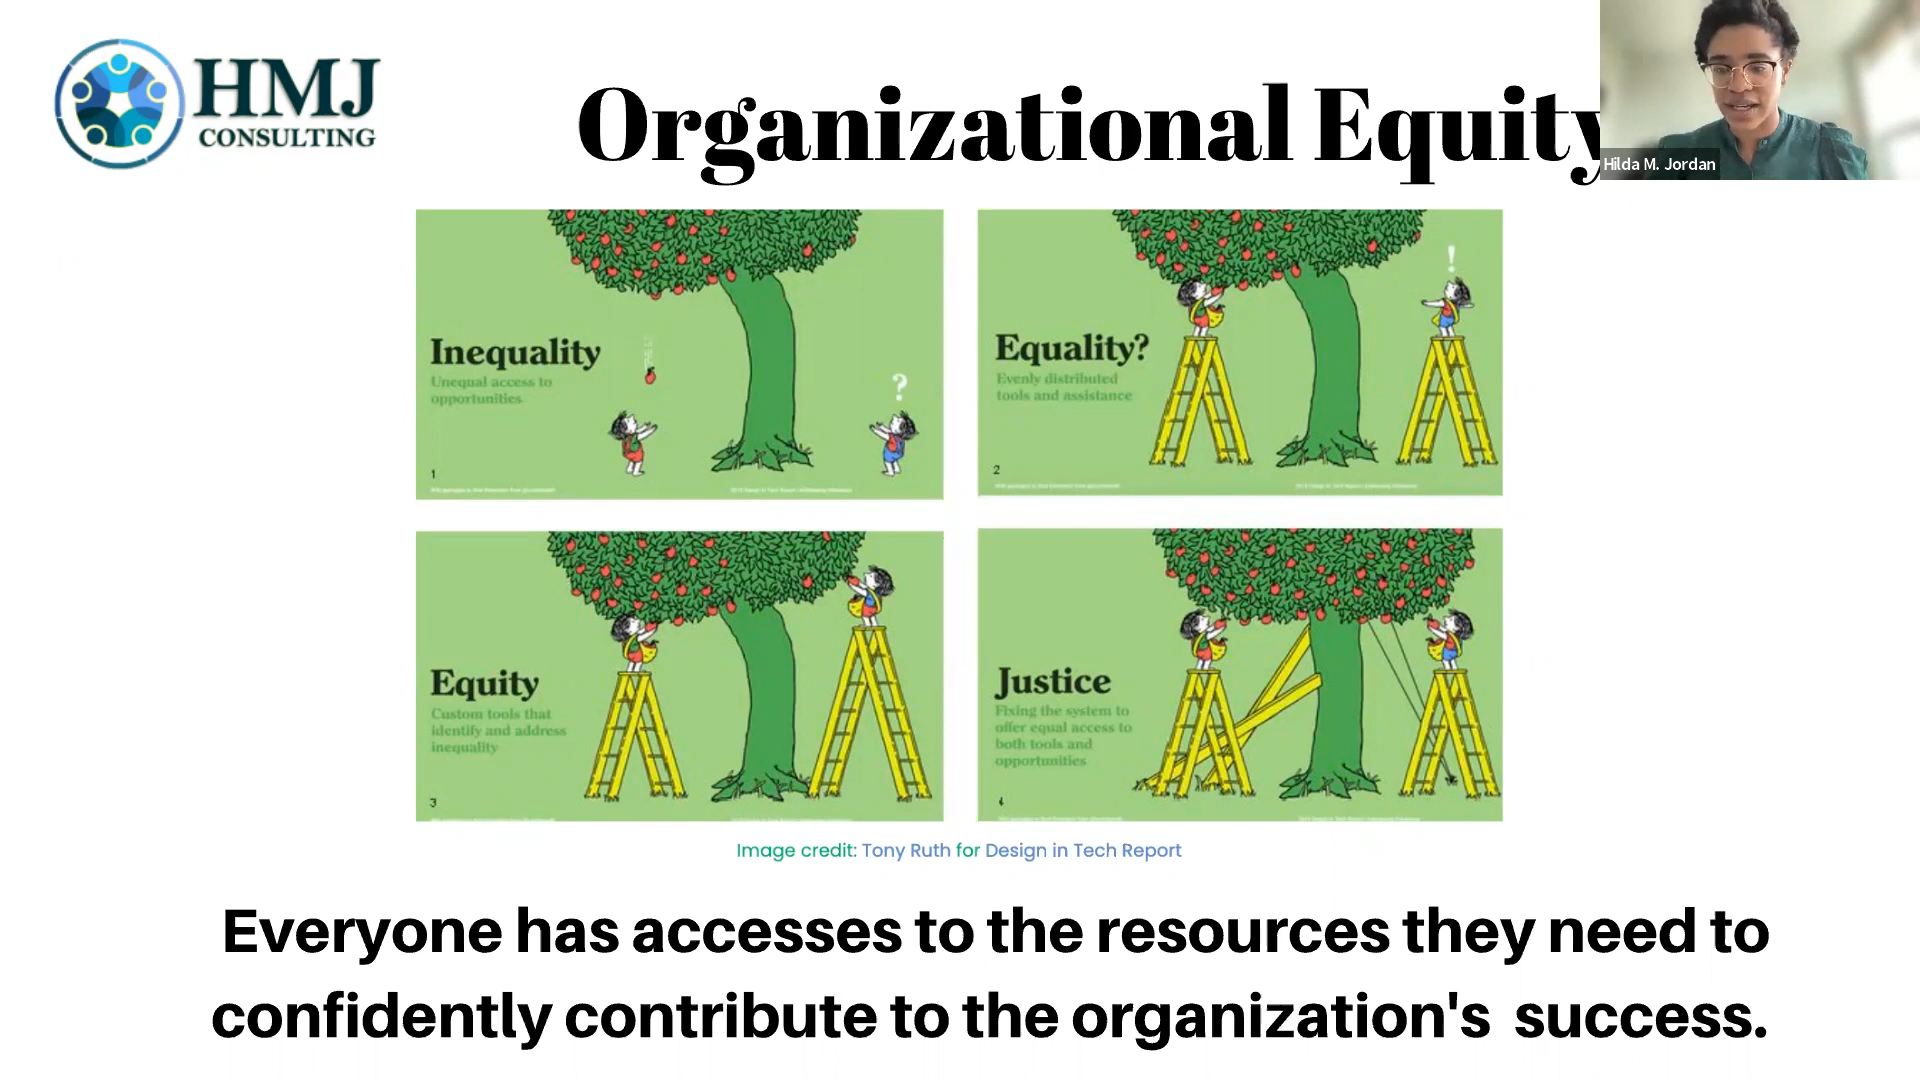 HMJ
CONSULTING
Organizational Equity
Hilda M. Jordan
Inequality
Unequal access to
opportunities
?
1
Equality?
Evenly distributed
tools and assistance
!
2
Equity
Custom tools that
identify and address
inequality
3
Justice
Fixing the system to
offer equal access to
both tools and
opportunities
Image credit: Tony Ruth for Design in Tech Report
Everyone has accesses to the resources they need to
confidently contribute to the organization's success.